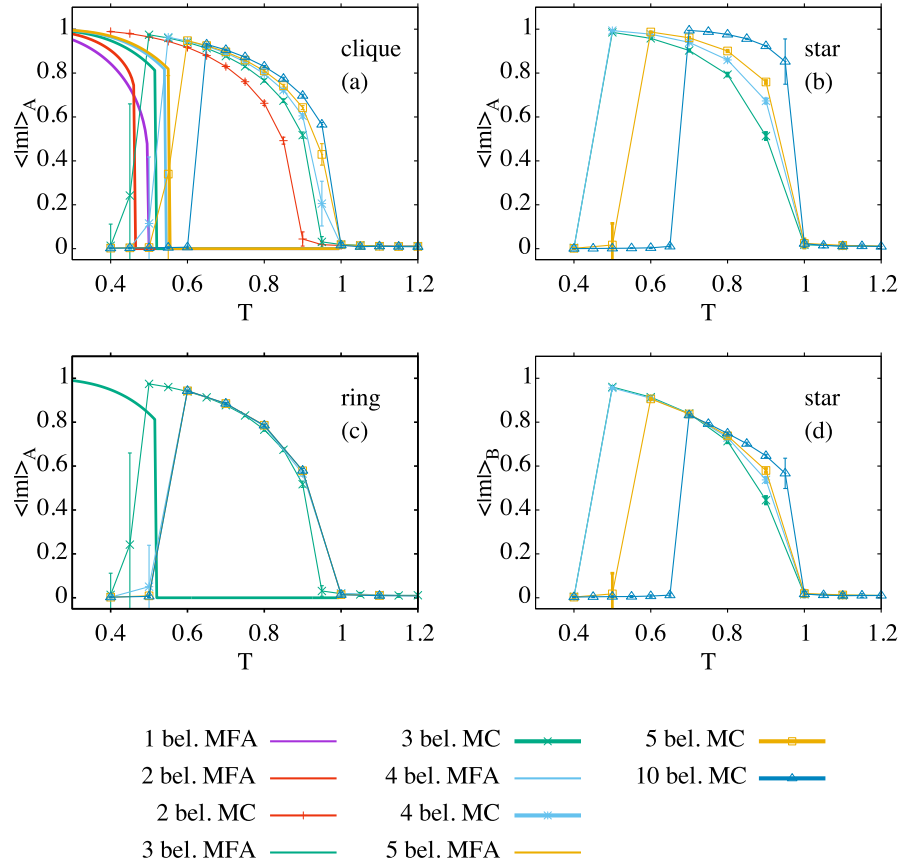 1
0.8
0.6
0.4
0.2
0
<|m|>A
clique
(a)
0.4 0.6 0.8 1 1.2
T
1
0.8
0.6
0.4
0.2
0
<|m|>A
star
(b)
0.4 0.6 0.8 1 1.2
T
1
0.8
0.6
0.4
0.2
0
<|m|>A
ring
(c)
0.4 0.6 0.8 1 1.2
T
1
0.8
0.6
0.4
0.2
0
<|m|>B
star
(d)
0.4 0.6 0.8 1 1.2
T
1 bel. MFA
2 bel. MFA
2 bel. MC
3 bel. MFA
3 bel. MC
4 bel. MFA
4 bel. MC
5 bel. MFA
5 bel. MC
10 bel. MC